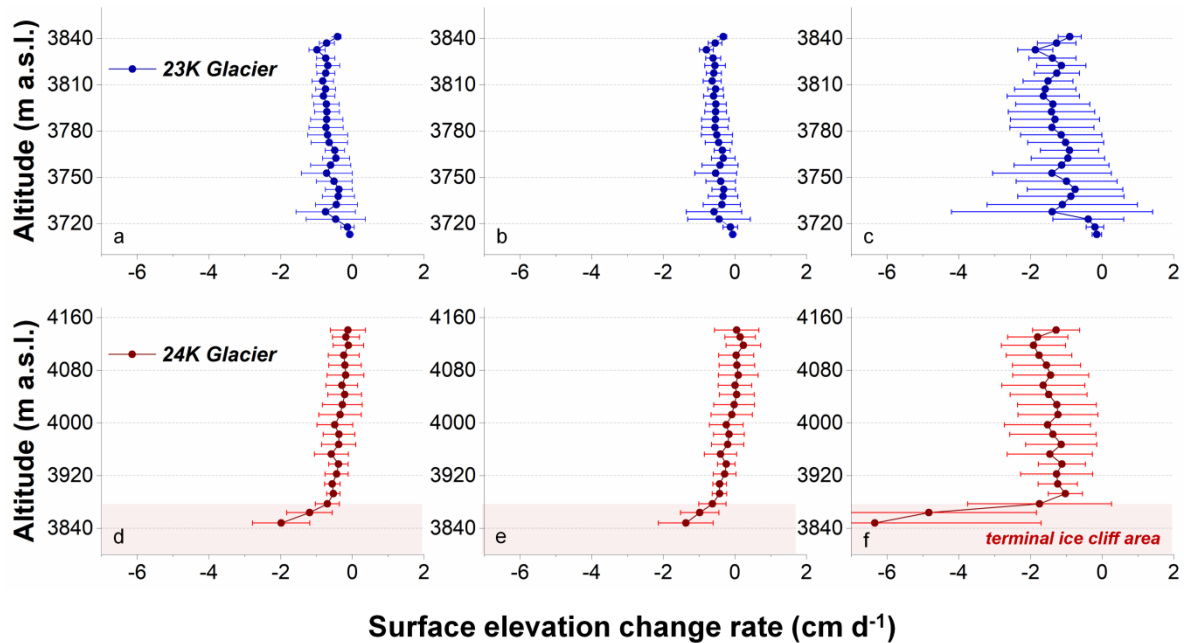 3840
3810
3780
3750
3720
Altitude (m a.s.l.)
23K Glacier
a
-6 -4 -2 0 2
3840
3810
3780
3750
3720
b
-6 -4 -2 0 2
3840
3810
3780
3750
3720
c
-6 -4 -2 0 2
4160
4080
4000
3920
3840
Altitude (m a.s.l.)
24K Glacier
d
-6 -4 -2 0 2
4160
4080
4000
3920
3840
e
-6 -4 -2 0 2
4160
4080
4000
3920
3840
f
terminal ice cliff area
-6 -4 -2 0 2
Surface elevation change rate (cm d⁻¹)